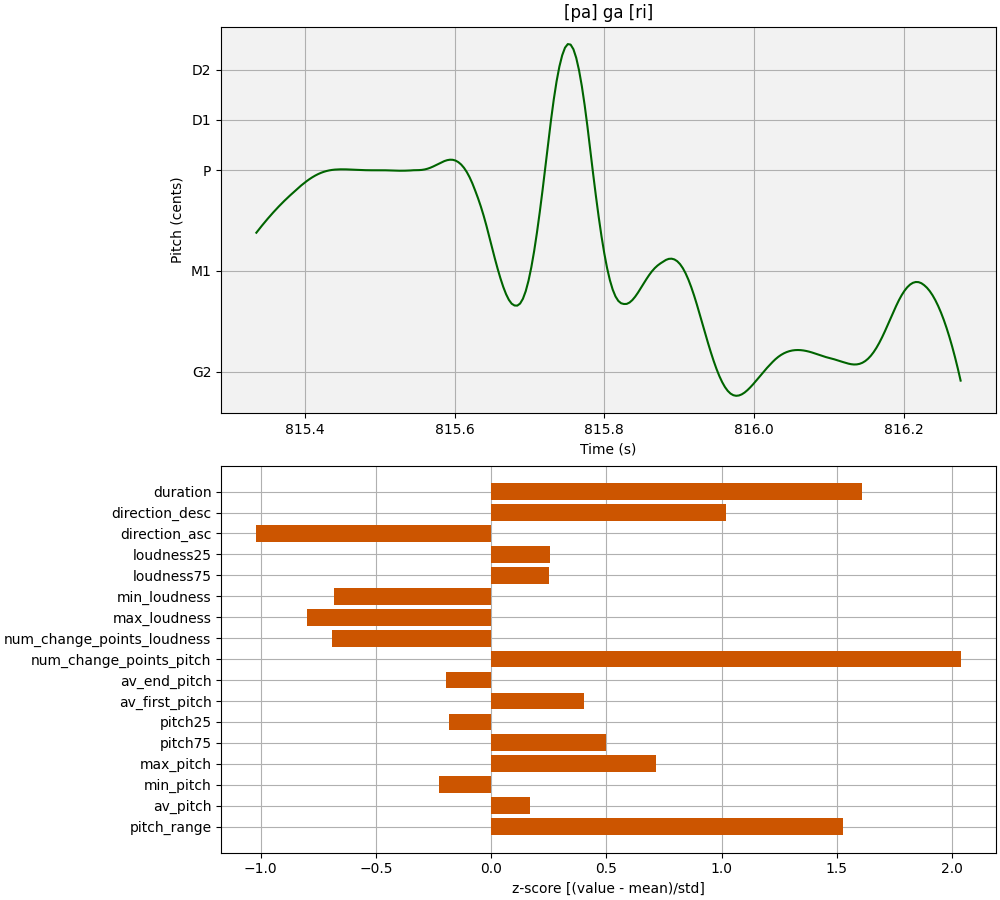 [pa] ga [ri]
D2
D1
P
M1
G2
Pitch (cents)
815.4 815.6 815.8 816.0 816.2
Time (s)
duration
direction_desc
direction_asc
loudness25
loudness75
min_loudness
max_loudness
num_change_points_loudness
num_change_points_pitch
av_end_pitch
av_first_pitch
pitch25
pitch75
max_pitch
min_pitch
av_pitch
pitch_range
−1.0 −0.5 0.0 0.5 1.0 1.5 2.0
z-score [(value - mean)/std]